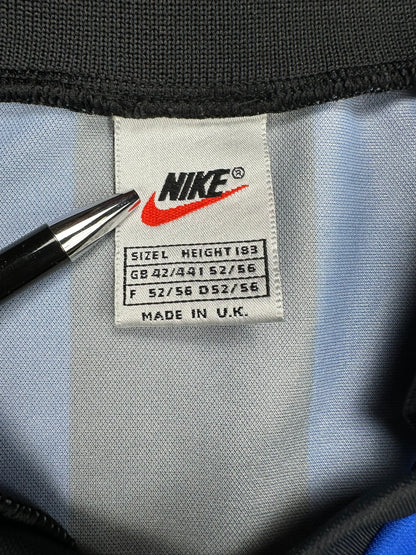 NIKE®
SIZE L HEIGHT 183
GB 42/44 I 52/56
F 52/56 D 52/56
MADE IN U.K.